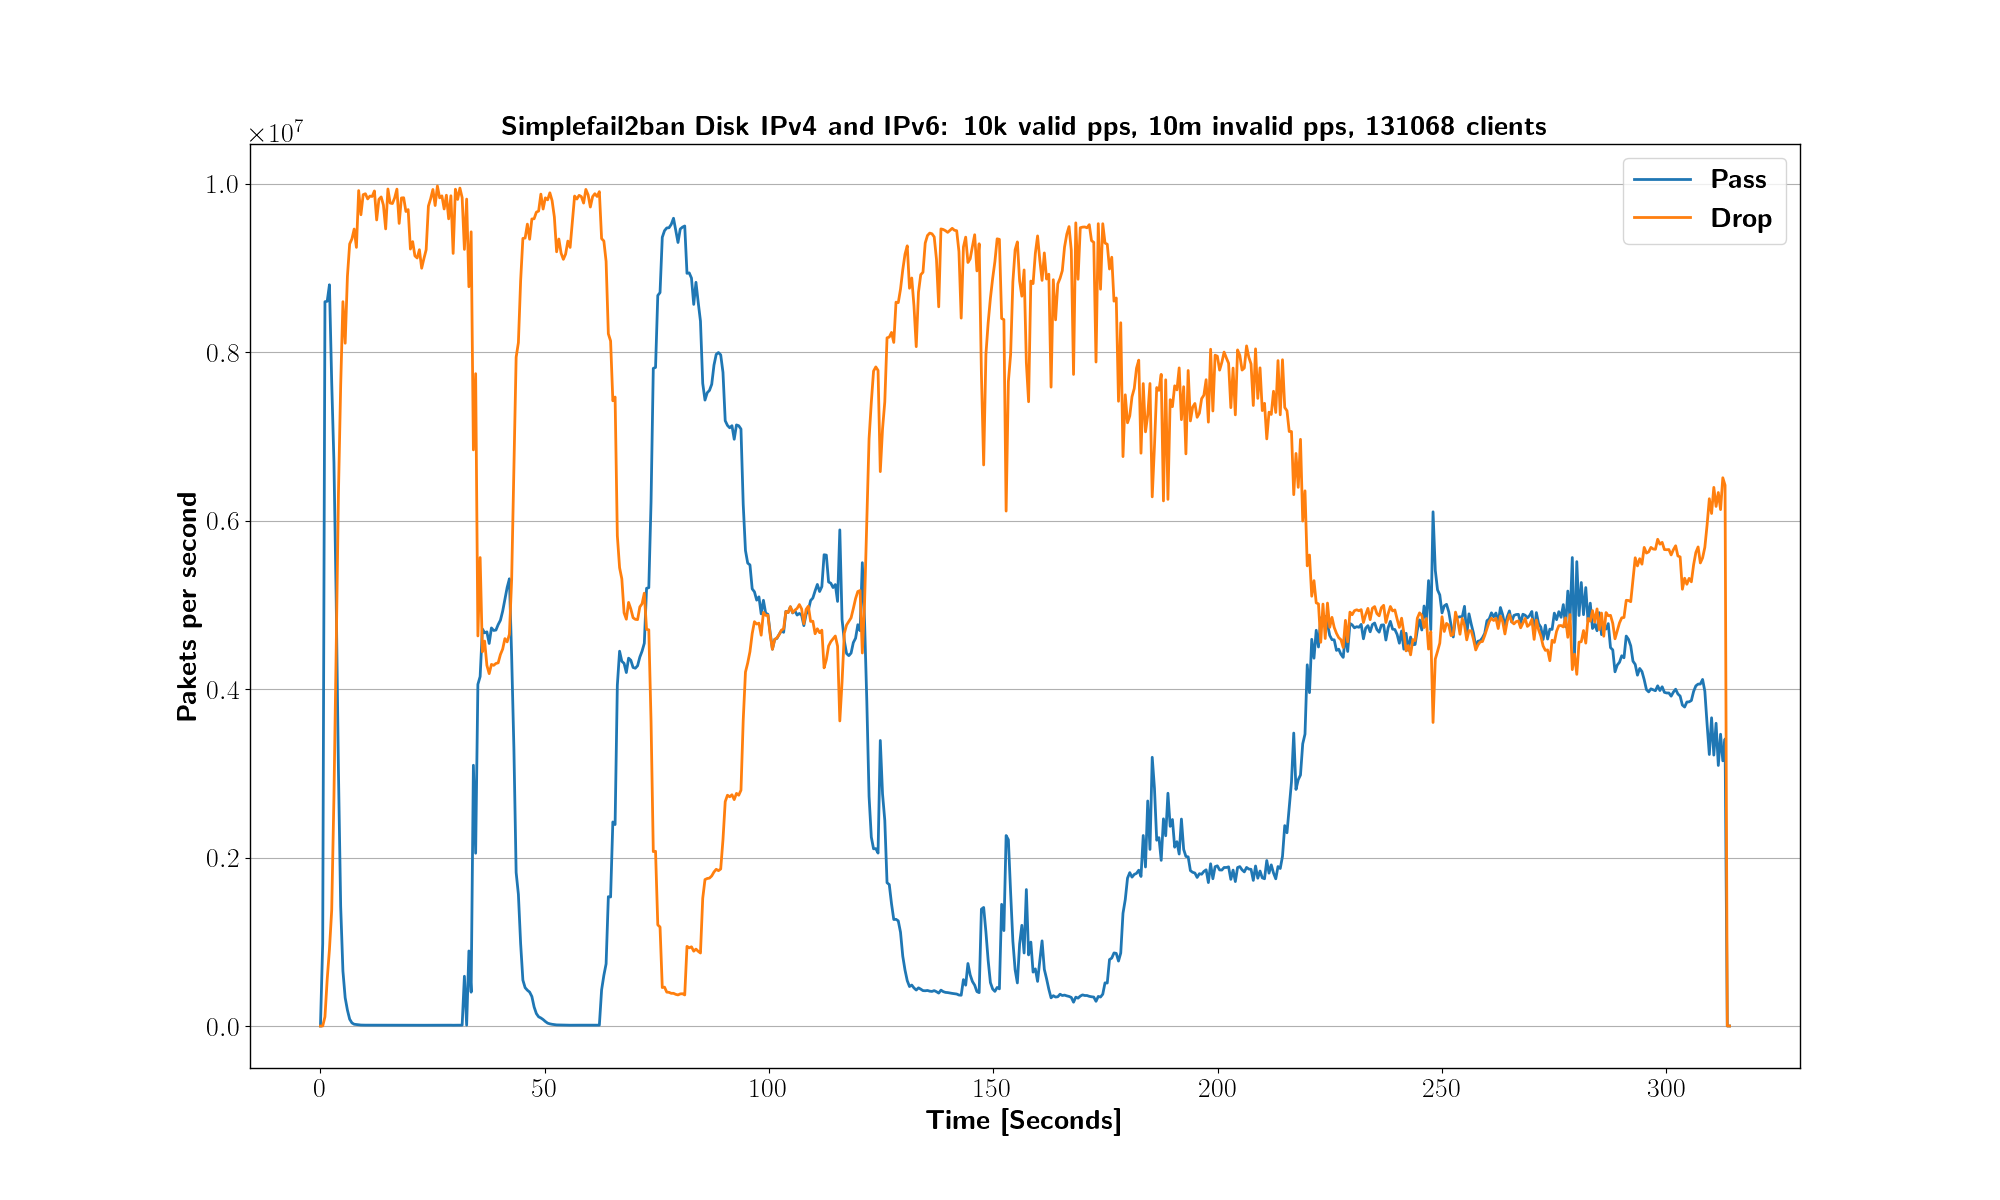 Simplefail2ban Disk IPv4 and IPv6: 10k valid pps, 10m invalid pps, 131068 clients
×10⁷
Pass
Drop
1.0
0.8
0.6
0.4
0.2
0.0
Pakets per second
0 50 100 150 200 250 300
Time [Seconds]